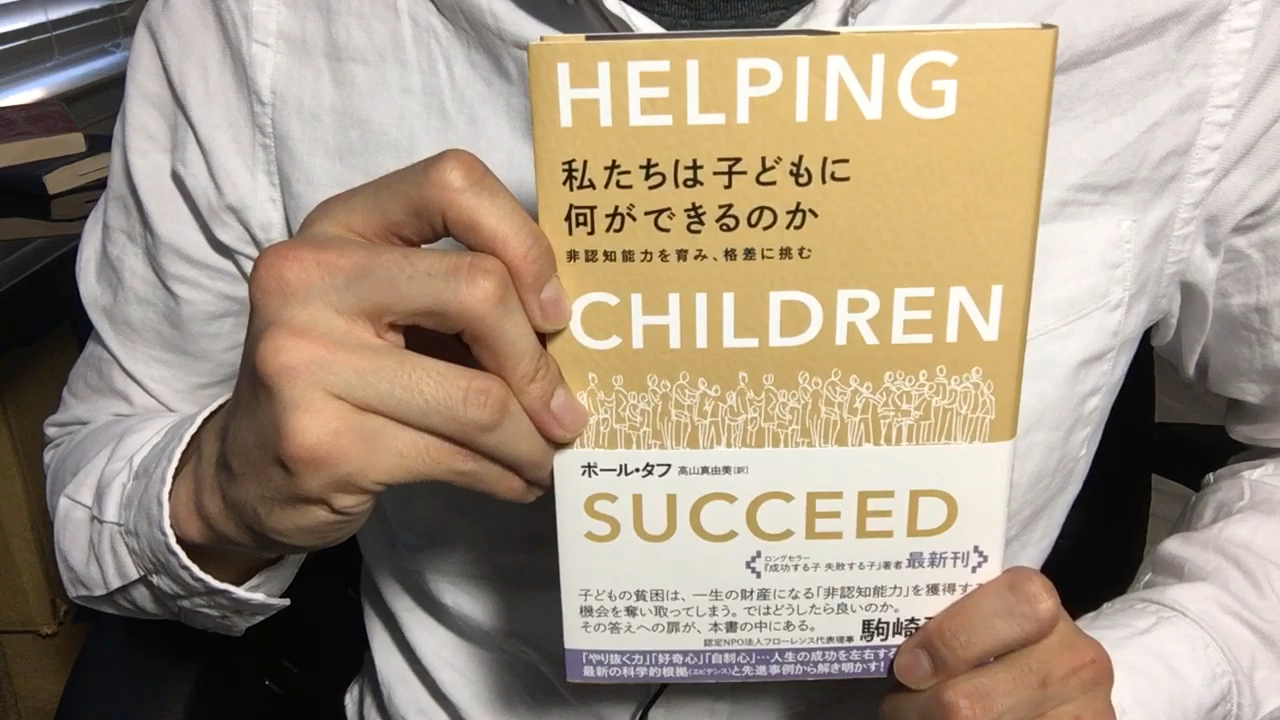 HELPING
私たちは子どもに
何ができるのか
非認知能力を育み、格差に挑む
CHILDREN
ポール・タフ 高山真由美[訳]
SUCCEED
ロングセラー
『成功する子 失敗する子』著者 最新刊
子どもの貧困は、一生の財産になる「非認知能力」を獲得す
機会を奪い取ってしまう。ではどうしたら良いのか。
その答えへの扉が、本書の中にある。
認定NPO法人フローレンス代表理事 駒崎
「やり抜く力」「好奇心」「自制心」…人生の成功を左右する
最新の科学的根拠(エビデンス)と先進事例から解き明かす!